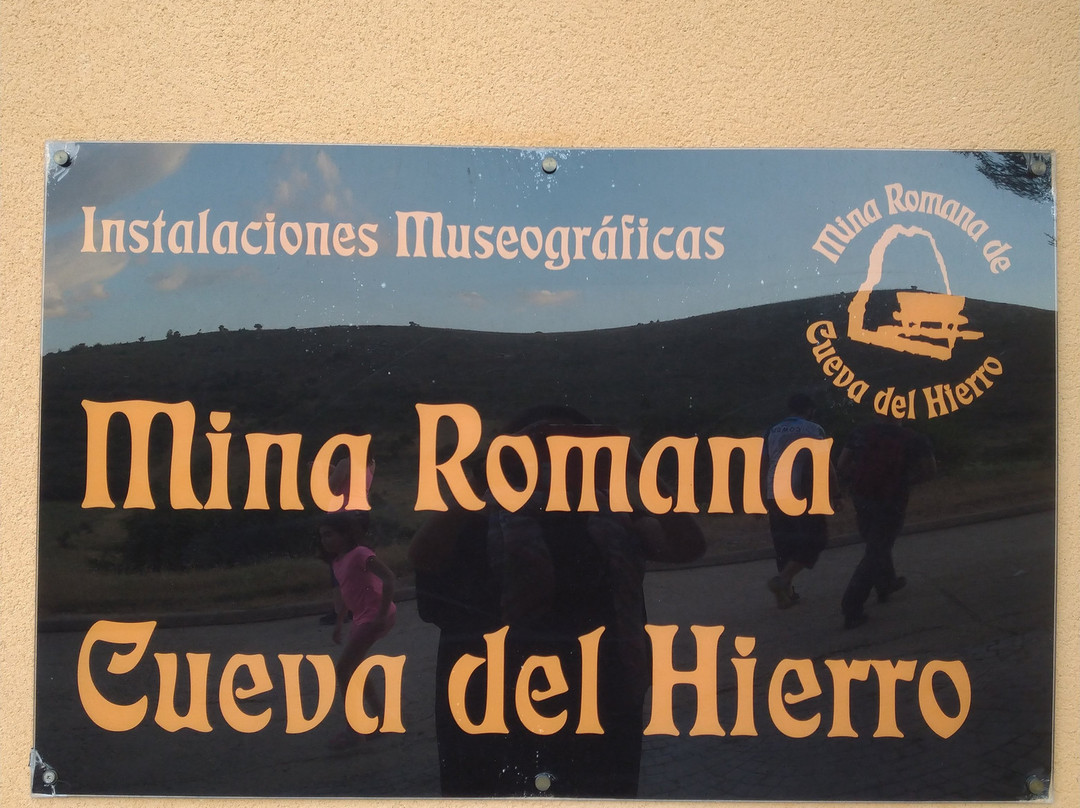 Instalaciones Museográficas
Mina Romana de
Cueva del Hierro
Mina Romana
Cueva del Hierro